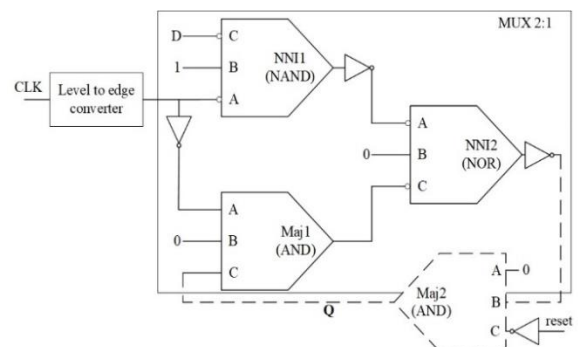 MUX 2:1
D
C
NNI1
(NAND)
1
B
A
CLK
Level to edge
converter
A
NNI2
(NOR)
0
B
C
A
Maj1
(AND)
0
B
C
A
0
Maj2
(AND)
B
Q
C
reset